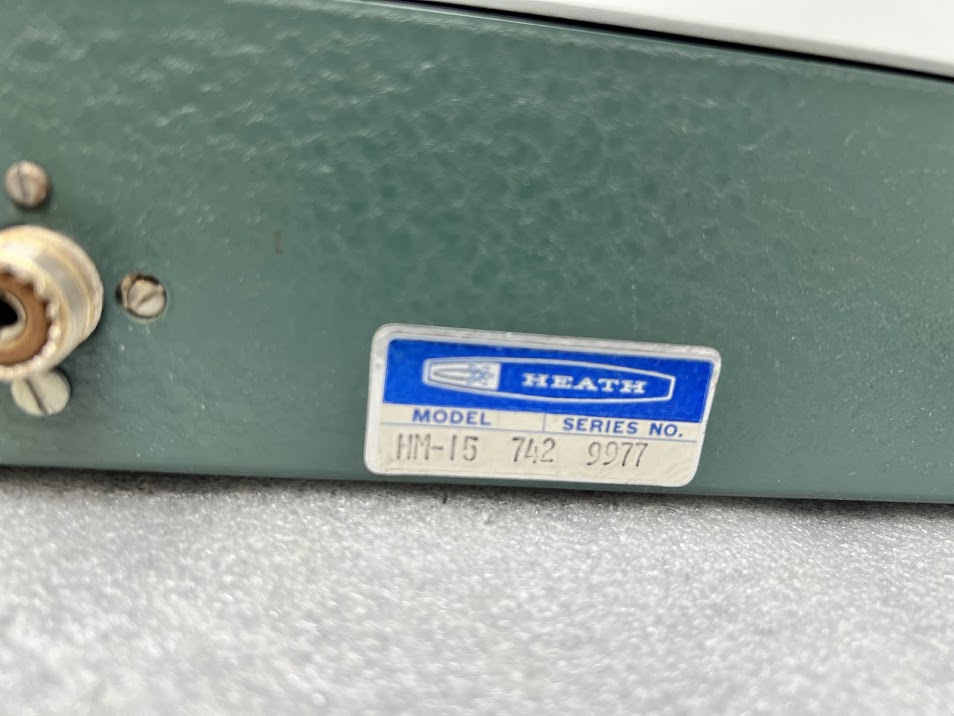 HEATH
MODEL SERIES NO.
HM-15 742 9977